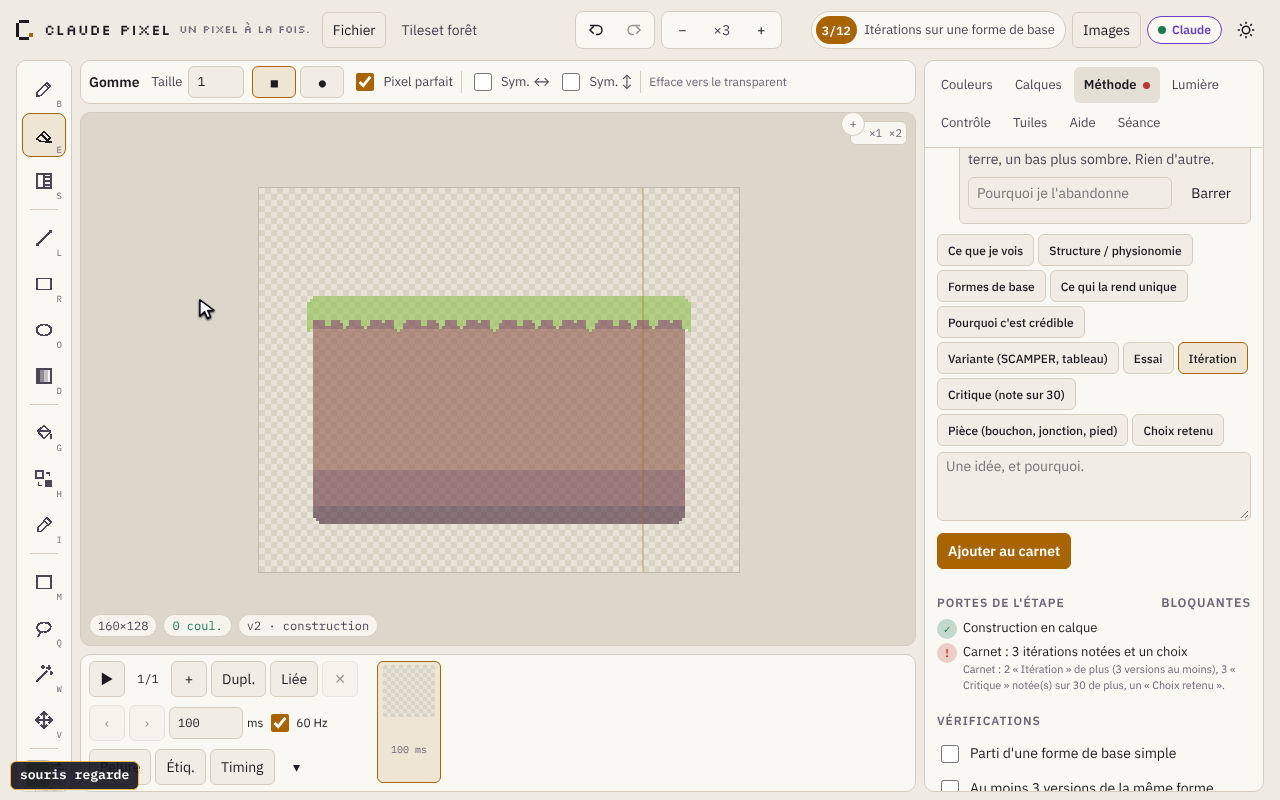 CLAUDE PIXEL UN PIXEL À LA FOIS. Fichier Tileset forêt − ×3 + 3/12 Itérations sur une forme de base Images Claude
Gomme Taille 1 ■ ● Pixel parfait Sym. ↔ Sym. ↕ Efface vers le transparent
Couleurs Calques Méthode Lumière
Contrôle Tuiles Aide Séance
B
E
S
L
R
O
D
G
H
I
M
Q
W
V
+ ×1 ×2
terre, un bas plus sombre. Rien d'autre.
Pourquoi je l'abandonne Barrer
Ce que je vois Structure / physionomie
Formes de base Ce qui la rend unique
Pourquoi c'est crédible
Variante (SCAMPER, tableau) Essai Itération
Critique (note sur 30)
Pièce (bouchon, jonction, pied) Choix retenu
Une idée, et pourquoi.
Ajouter au carnet
PORTES DE L'ÉTAPE BLOQUANTES
✓ Construction en calque
! Carnet : 3 itérations notées et un choix
Carnet : 2 « Itération » de plus (3 versions au moins), 3 «
Critique » notée(s) sur 30 de plus, un « Choix retenu ».
VÉRIFICATIONS
Parti d'une forme de base simple
Au moins 3 versions de la même forme
160×128 0 coul. v2 · construction
▶ 1/1 + Dupl. Liée ✕
‹ › 100 ms 60 Hz
Étiq. Timing ▼
100 ms
souris regarde